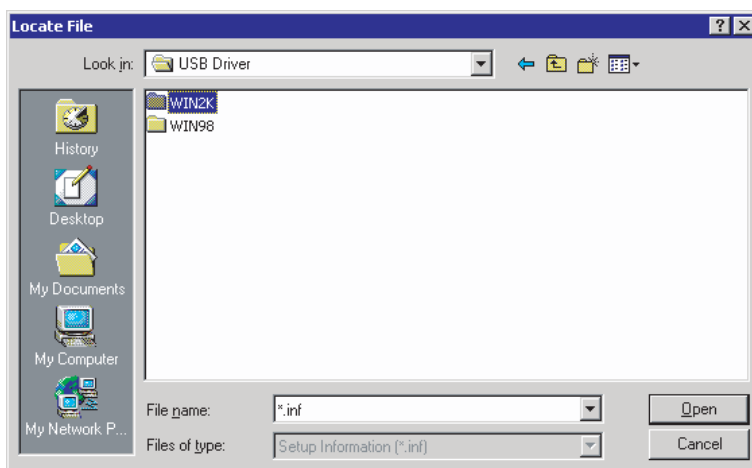 Locate File
Look in: USB Driver
WIN2K
WIN98
History
Desktop
My Documents
My Computer
My Network P...
File name: *.inf
Open
Files of type: Setup Information (*.inf)
Cancel